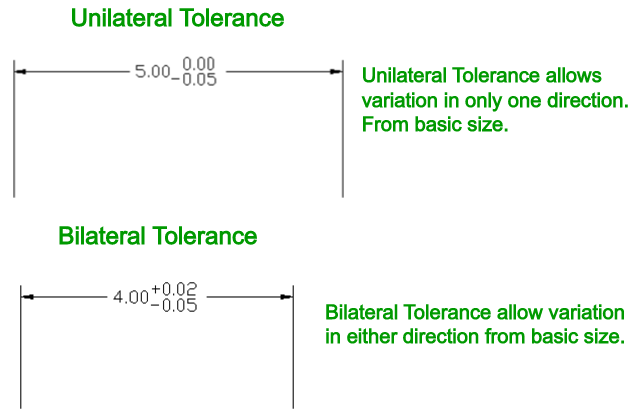 Unilateral Tolerance
5.00 0.00
-0.05
Unilateral Tolerance allows
variation in only one direction.
From basic size.
Bilateral Tolerance
4.00 +0.02
-0.05
Bilateral Tolerance allow variation
in either direction from basic size.